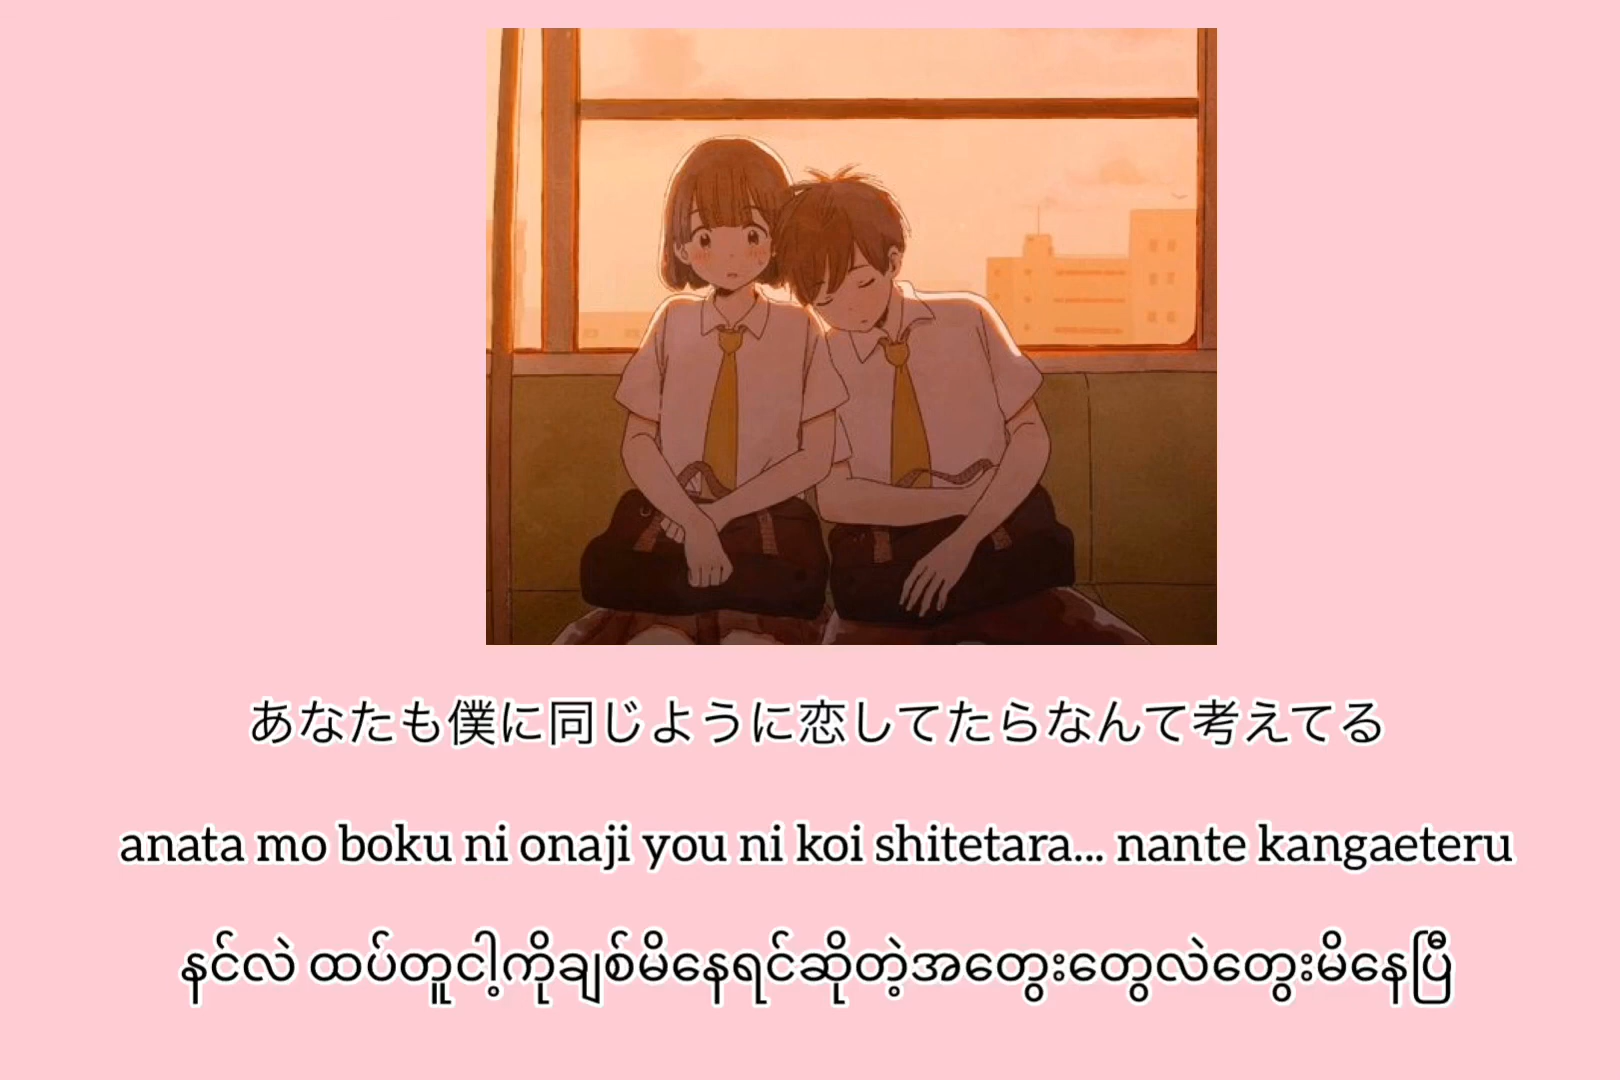 あなたも僕に同じように恋してたらなんて考えてる
anata mo boku ni onaji you ni koi shitetara... nante kangaeteru
နင်လဲ ထပ်တူငါ့ကိုချစ်မိနေရင်ဆိုတဲ့အတွေးတွေလဲတွေးမိနေပြီ